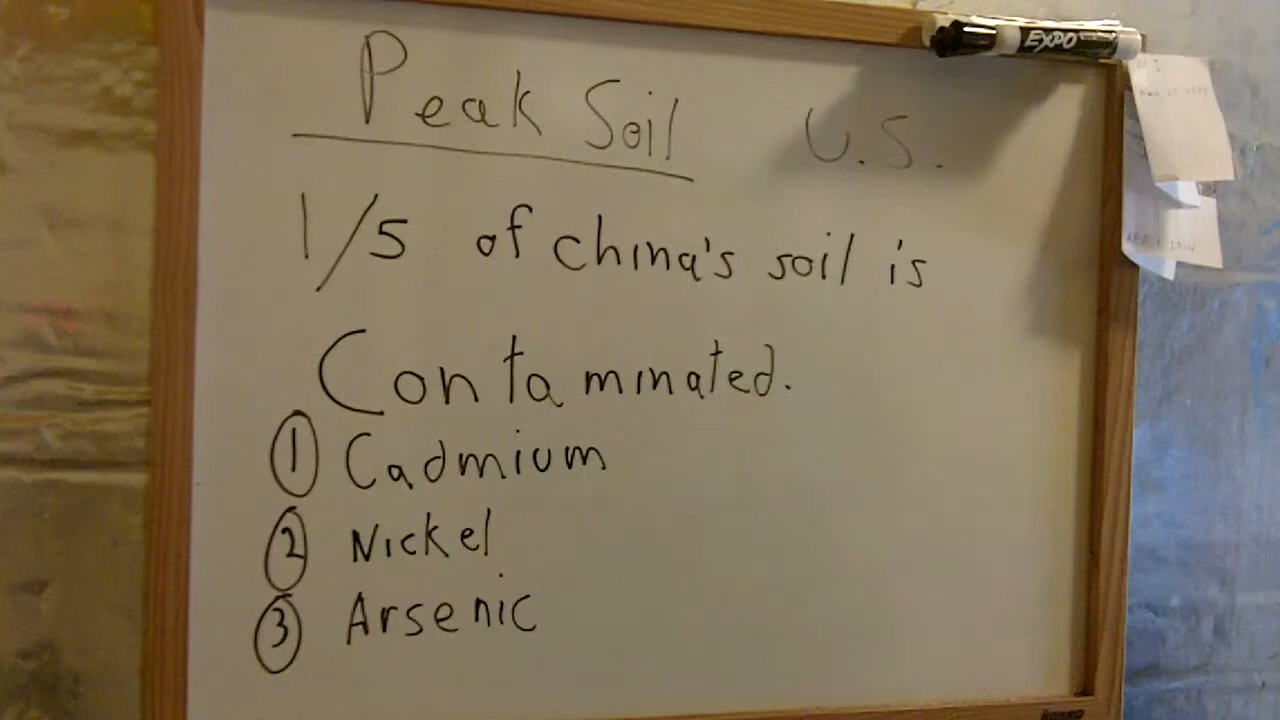 EXPO
Peak Soil U.S.
1/5 of china's soil is
Contaminated.
① Cadmium
② Nickel
③ Arsenic